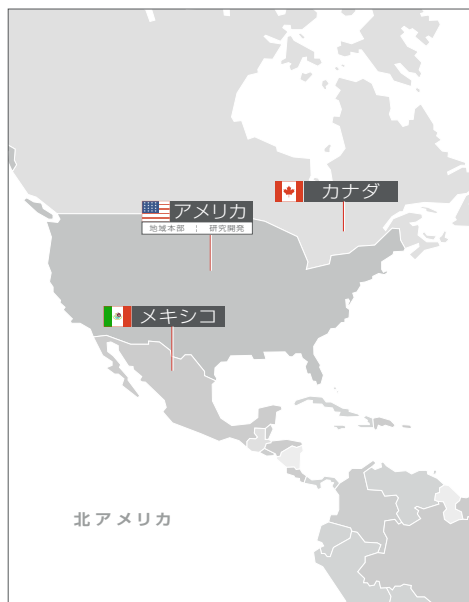 カナダ
アメリカ
地域本部 ¦ 研究開発
メキシコ
北アメリカ